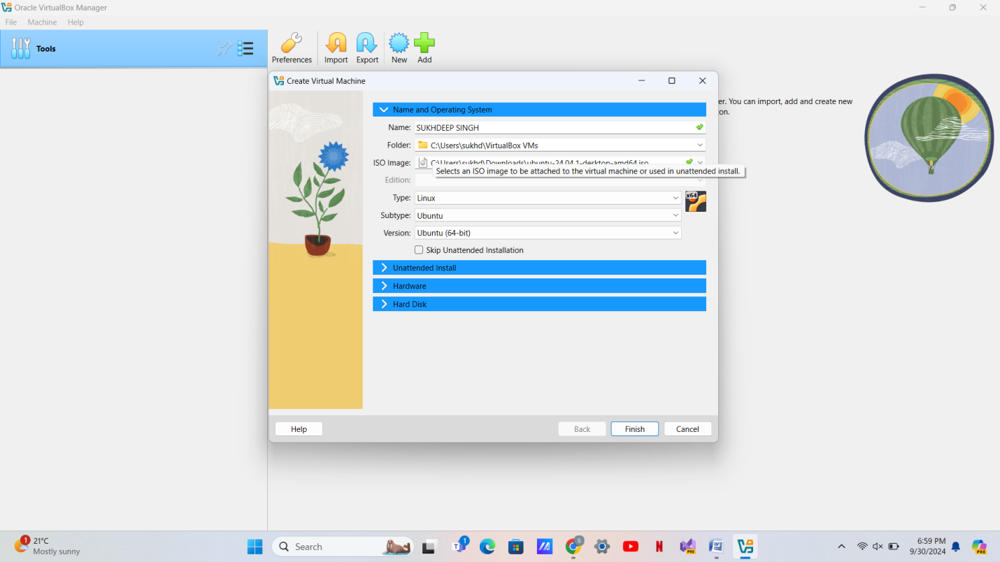 Oracle VirtualBox Manager
File Machine Help
Tools
Preferences Import Export New Add
Create Virtual Machine
er. You can import, add and create new
on.
Name and Operating System
Name: SUKHDEEP SINGH
Folder: C:\Users\sukhd\VirtualBox VMs
ISO Image: C:\Users\sukhd\Downloads\ubuntu-24.04.1-desktop-amd64.iso
Selects an ISO image to be attached to the virtual machine or used in unattended install.
Edition:
Type: Linux
x64
Subtype: Ubuntu
Version: Ubuntu (64-bit)
Skip Unattended Installation
Unattended Install
Hardware
Hard Disk
Help Back Finish Cancel
1
21°C
Mostly sunny
Search
T 1
S
N
PRE
W
6:59 PM
9/30/2024
PRE